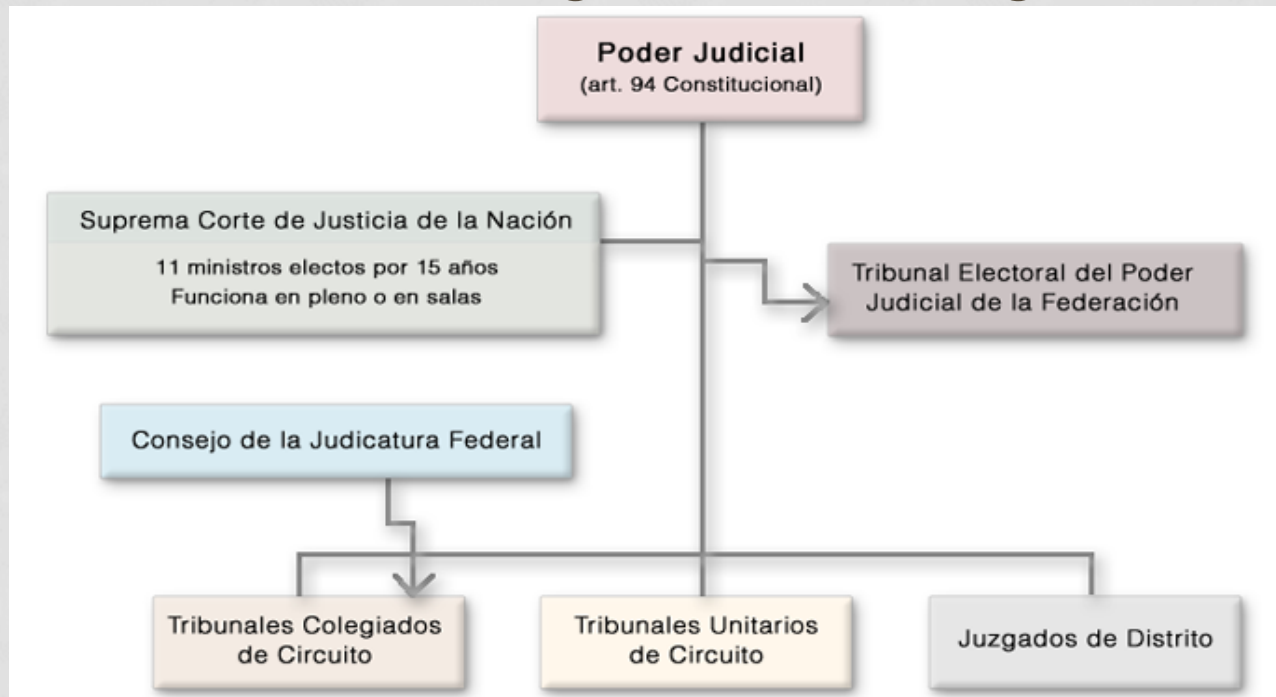 Poder Judicial
(art. 94 Constitucional)
Suprema Corte de Justicia de la Nación
11 ministros electos por 15 años
Funciona en pleno o en salas
Tribunal Electoral del Poder
Judicial de la Federación
Consejo de la Judicatura Federal
Tribunales Colegiados
de Circuito
Tribunales Unitarios
de Circuito
Juzgados de Distrito